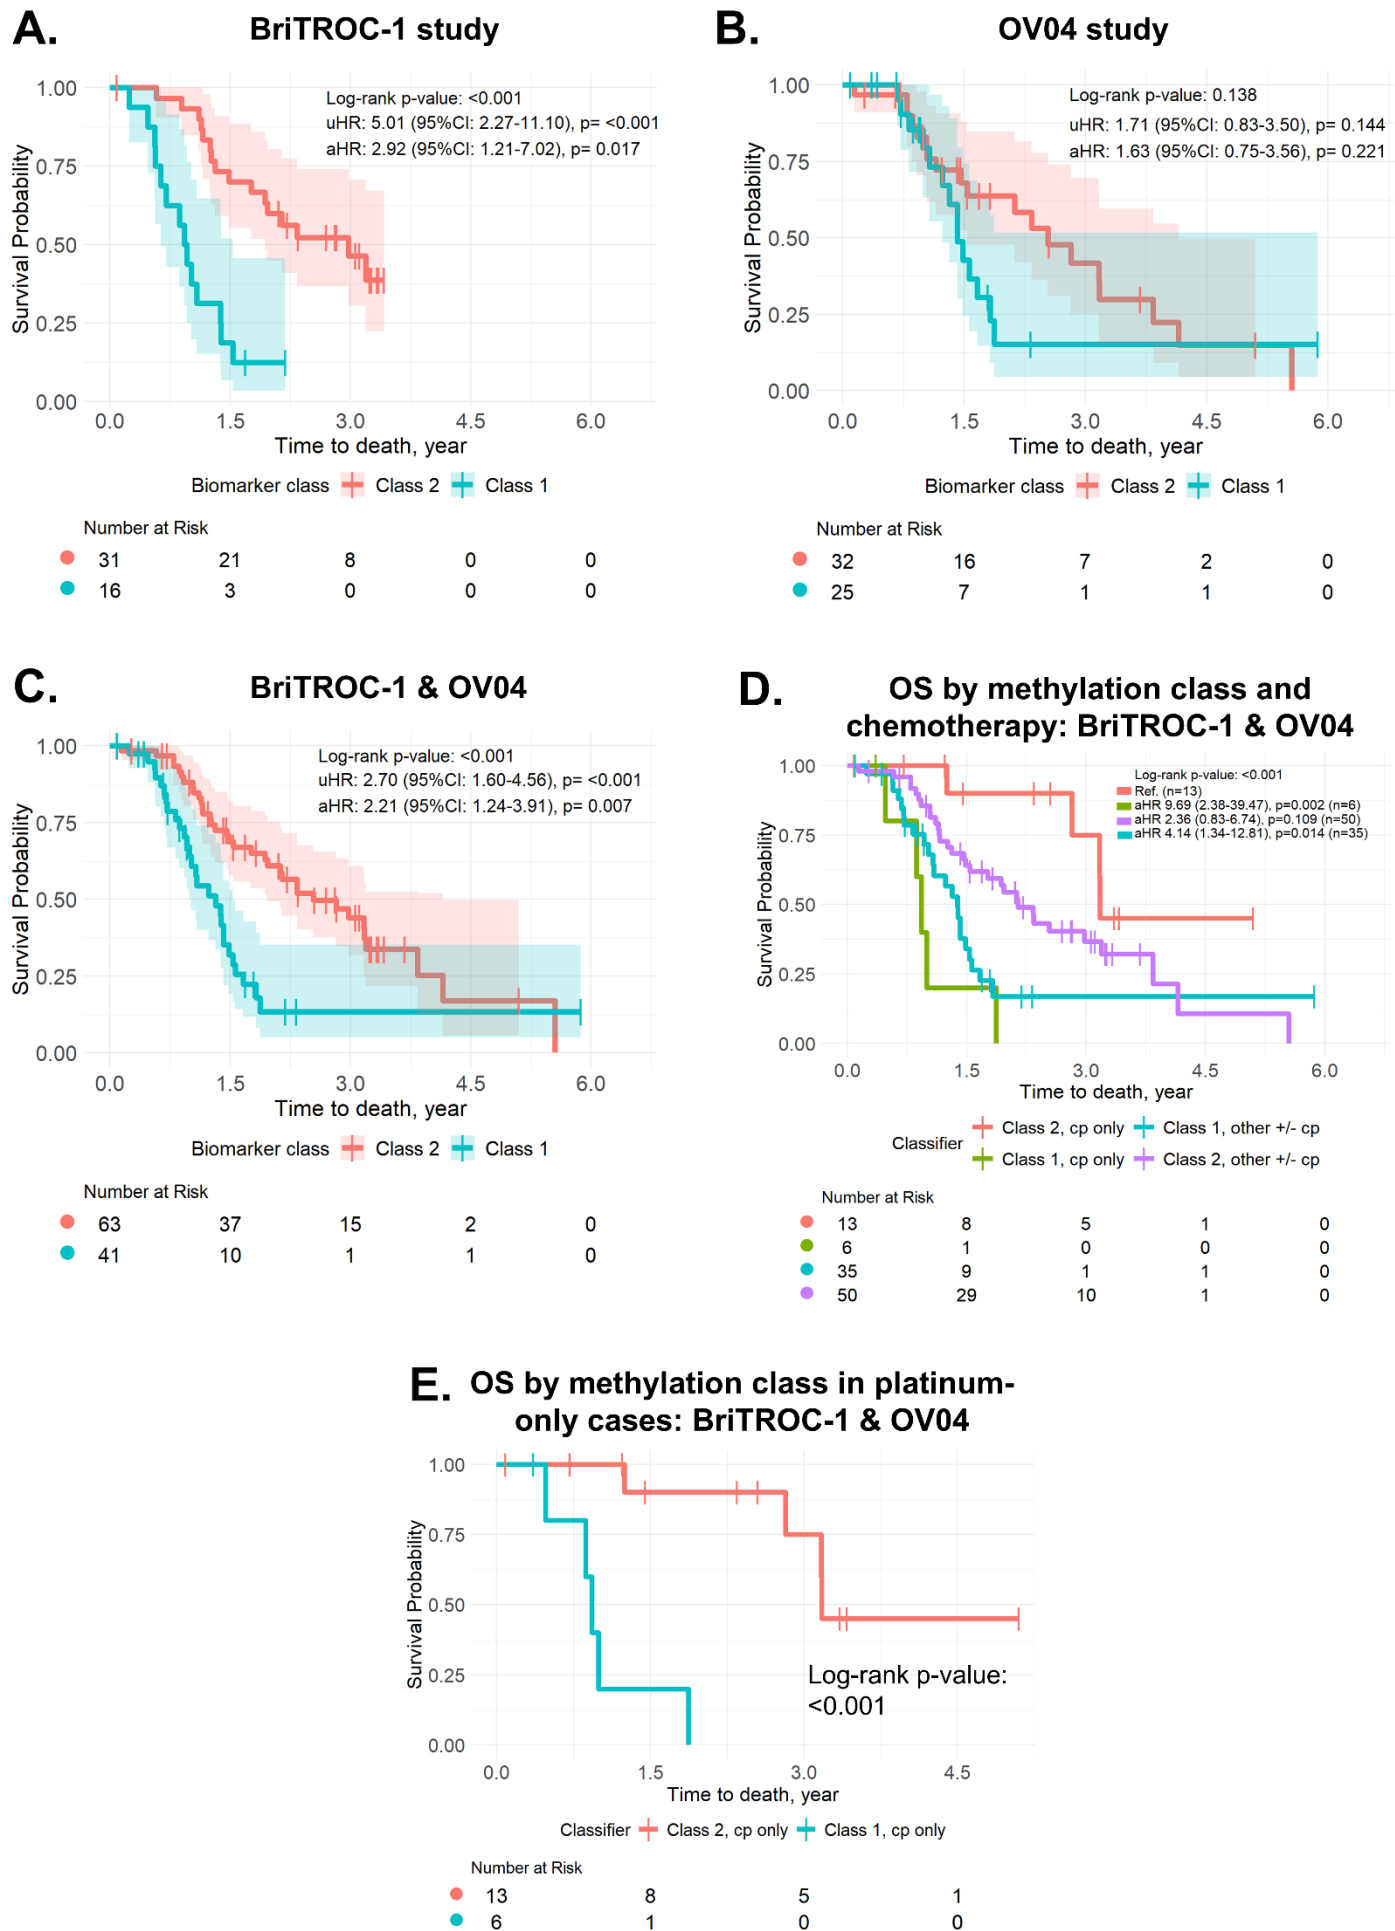 A.
BriTROC-1 study
Log-rank p-value: <0.001
uHR: 5.01 (95%CI: 2.27-11.10), p= <0.001
aHR: 2.92 (95%CI: 1.21-7.02), p= 0.017
Survival Probability
1.00
0.75
0.50
0.25
0.00
0.0 1.5 3.0 4.5 6.0
Time to death, year
Biomarker class Class 2 Class 1
Number at Risk
31 21 8 0 0
16 3 0 0 0
B.
OV04 study
Log-rank p-value: 0.138
uHR: 1.71 (95%CI: 0.83-3.50), p= 0.144
aHR: 1.63 (95%CI: 0.75-3.56), p= 0.221
Survival Probability
1.00
0.75
0.50
0.25
0.00
0.0 1.5 3.0 4.5 6.0
Time to death, year
Biomarker class Class 2 Class 1
Number at Risk
32 16 7 2 0
25 7 1 1 0
C.
BriTROC-1 & OV04
Log-rank p-value: <0.001
uHR: 2.70 (95%CI: 1.60-4.56), p= <0.001
aHR: 2.21 (95%CI: 1.24-3.91), p= 0.007
Survival Probability
1.00
0.75
0.50
0.25
0.00
0.0 1.5 3.0 4.5 6.0
Time to death, year
Biomarker class Class 2 Class 1
Number at Risk
63 37 15 2 0
41 10 1 1 0
D.
OS by methylation class and
chemotherapy: BriTROC-1 & OV04
Log-rank p-value: <0.001
Ref. (n=13)
aHR 9.69 (2.38-39.47), p=0.002 (n=6)
aHR 2.36 (0.83-6.74), p=0.109 (n=50)
aHR 4.14 (1.34-12.81), p=0.014 (n=35)
Survival Probability
1.00
0.75
0.50
0.25
0.00
0.0 1.5 3.0 4.5 6.0
Time to death, year
Classifier
Class 2, cp only Class 1, other +/- cp
Class 1, cp only Class 2, other +/- cp
Number at Risk
13 8 5 1 0
6 1 0 0 0
35 9 1 1 0
50 29 10 1 0
E.
OS by methylation class in platinum-
only cases: BriTROC-1 & OV04
Survival Probability
1.00
0.75
0.50
0.25
0.00
Log-rank p-value:
<0.001
0.0 1.5 3.0 4.5
Time to death, year
Classifier Class 2, cp only Class 1, cp only
Number at Risk
13 8 5 1
6 1 0 0